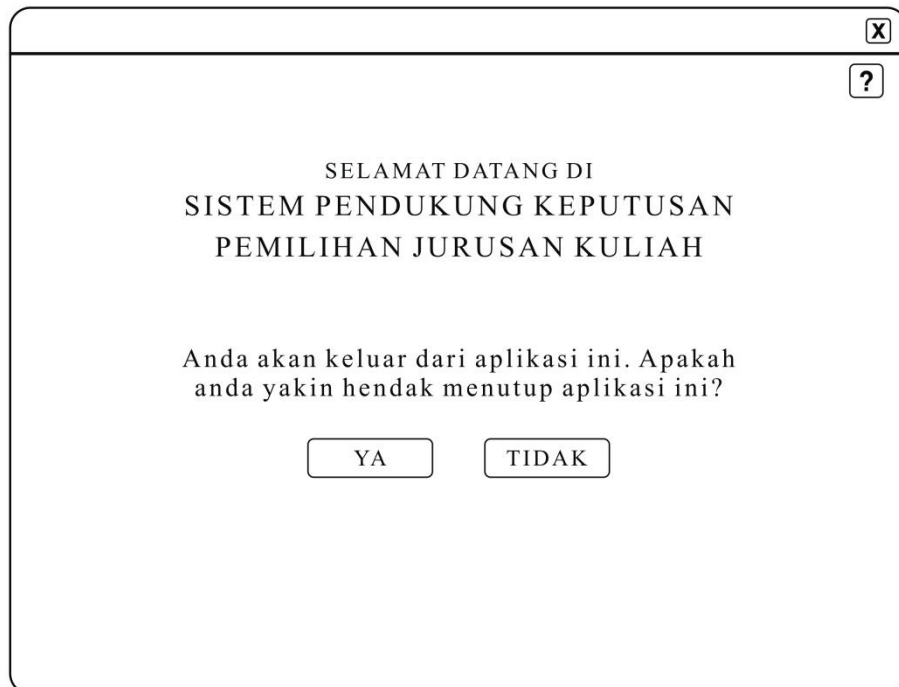 X
?
SELAMAT DATANG DI
SISTEM PENDUKUNG KEPUTUSAN
PEMILIHAN JURUSAN KULIAH
Anda akan keluar dari aplikasi ini. Apakah
anda yakin hendak menutup aplikasi ini?
YA TIDAK